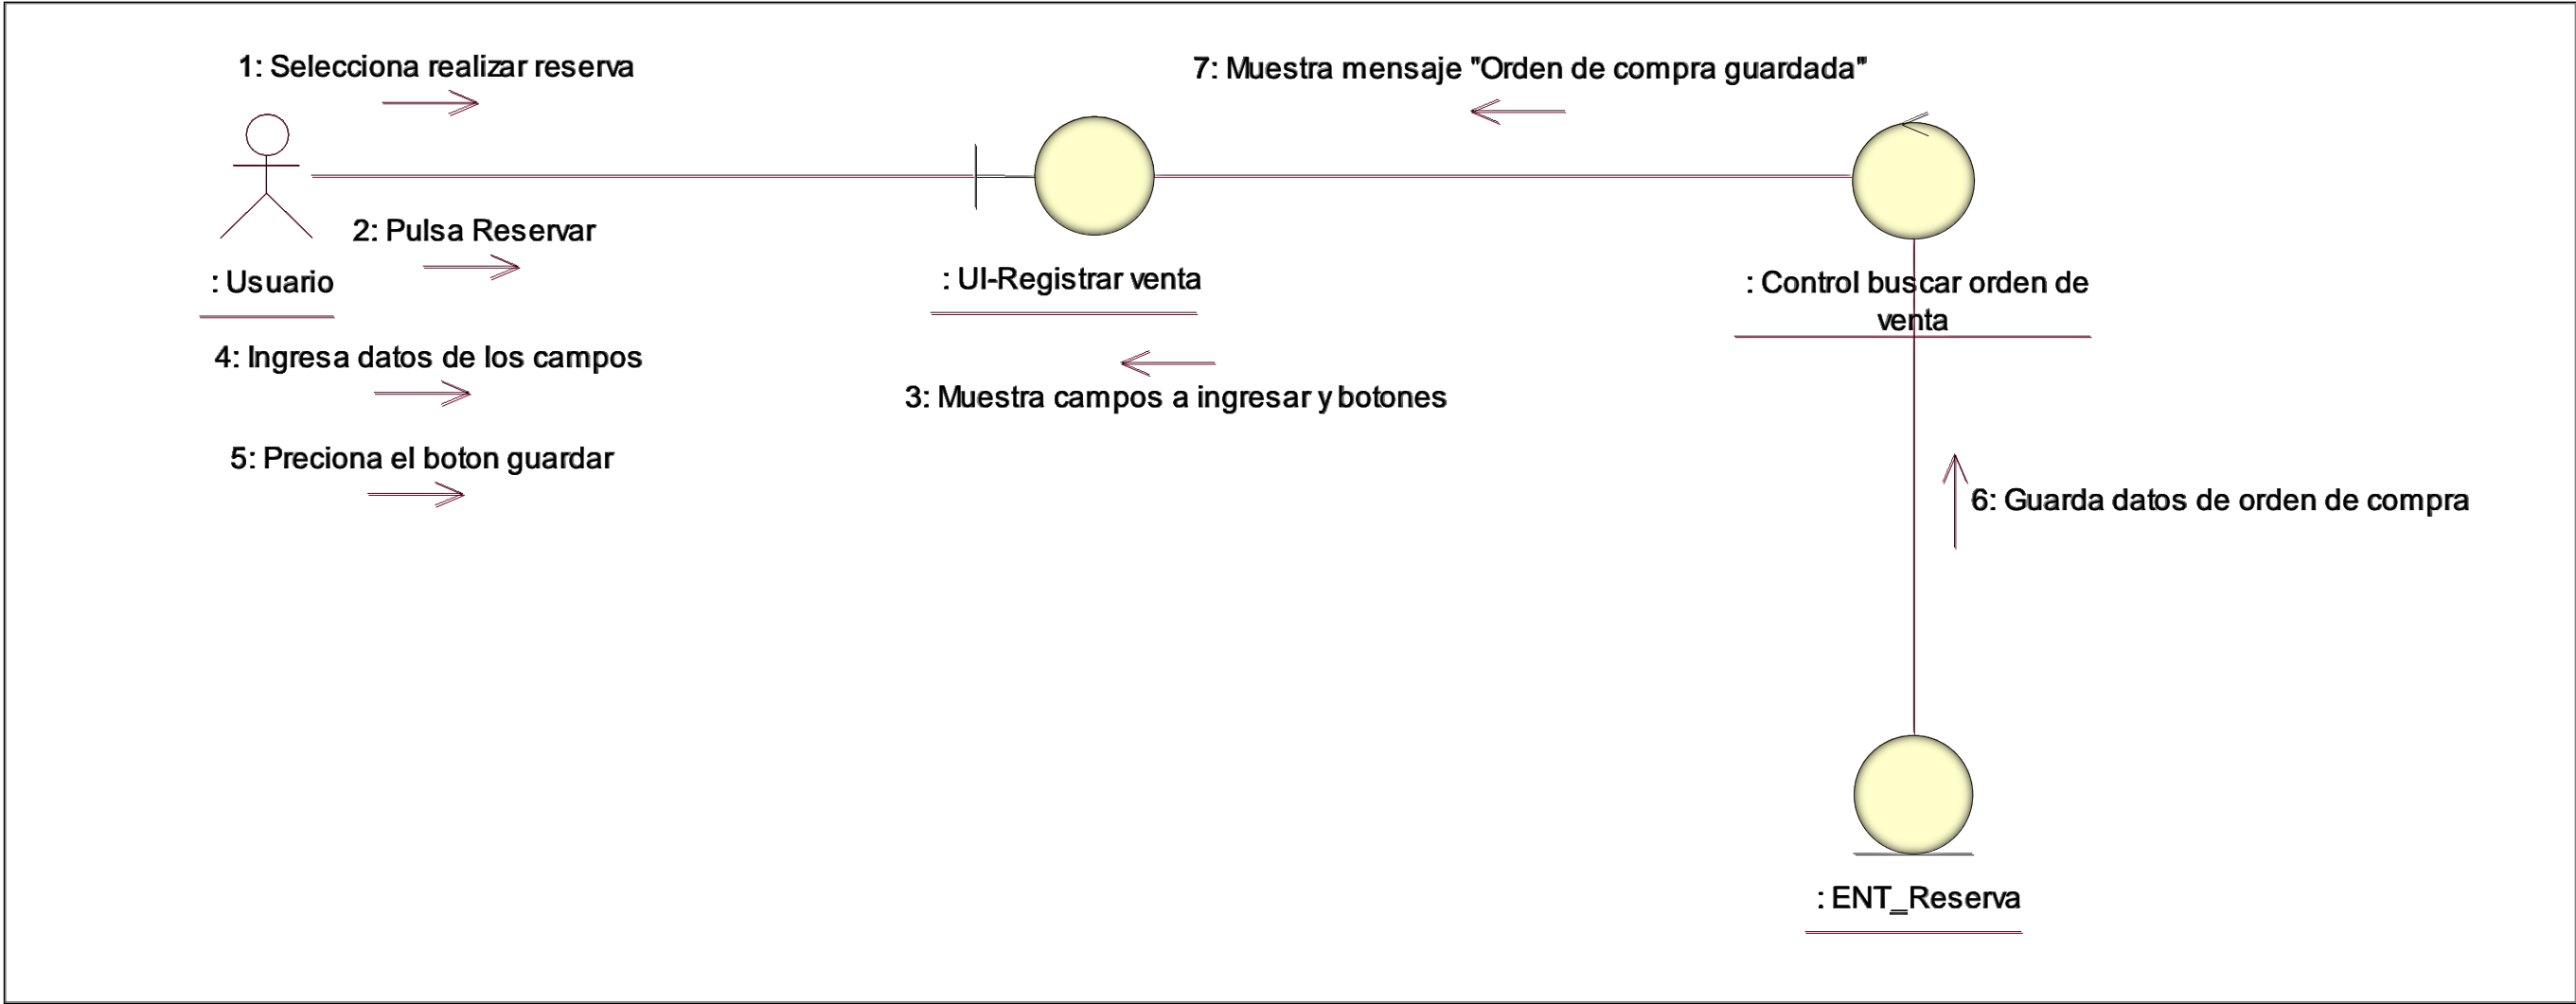 1: Selecciona realizar reserva
7: Muestra mensaje "Orden de compra guardada"
2: Pulsa Reservar
: Usuario
: UI-Registrar venta
: Control buscar orden de
venta
4: Ingresa datos de los campos
3: Muestra campos a ingresar y botones
5: Preciona el boton guardar
6: Guarda datos de orden de compra
: ENT_Reserva